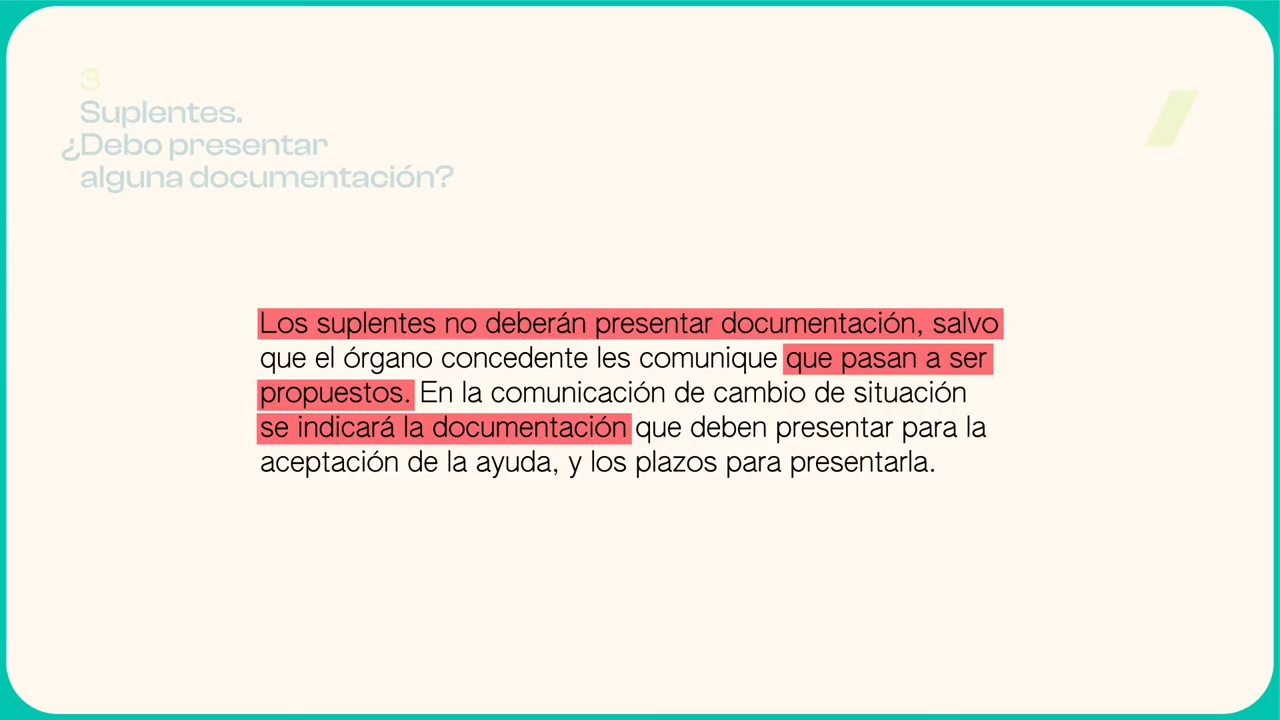 3
Suplentes.
¿Debo presentar
alguna documentación?
Los suplentes no deberán presentar documentación, salvo
que el órgano concedente les comunique que pasan a ser
propuestos. En la comunicación de cambio de situación
se indicará la documentación que deben presentar para la
aceptación de la ayuda, y los plazos para presentarla.